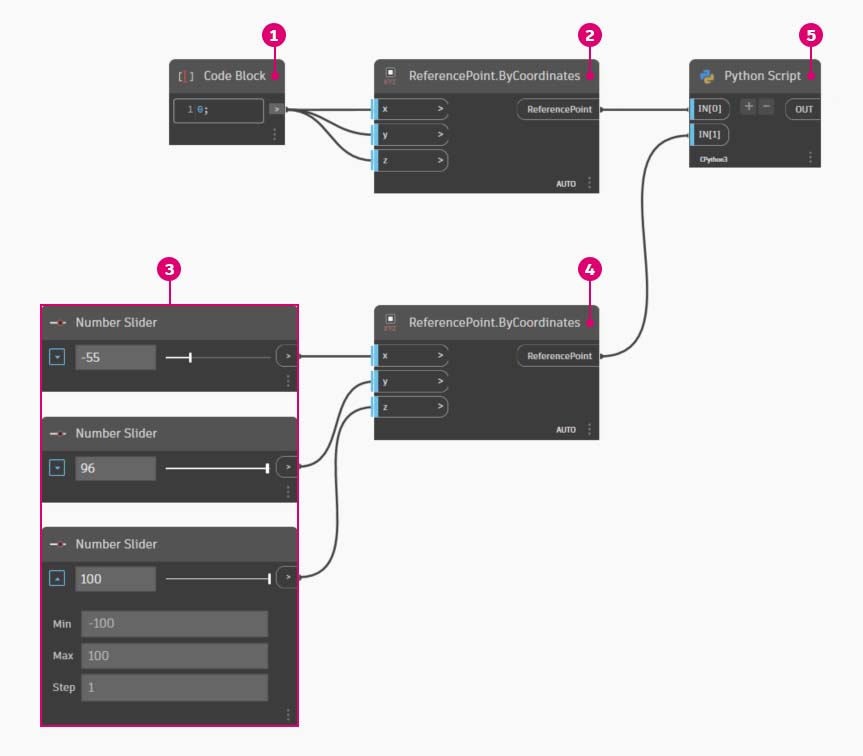 1
2
5
[ ] Code Block
1 0;
>
XYZ
ReferencePoint.ByCoordinates
x >
y >
z >
ReferencePoint
AUTO
Python Script
IN[0] + − OUT
IN[1]
CPython3
3
4
Number Slider
-55 >
Number Slider
96 >
Number Slider
100 >
Min -100
Max 100
Step 1
XYZ
ReferencePoint.ByCoordinates
x >
y >
z >
ReferencePoint
AUTO